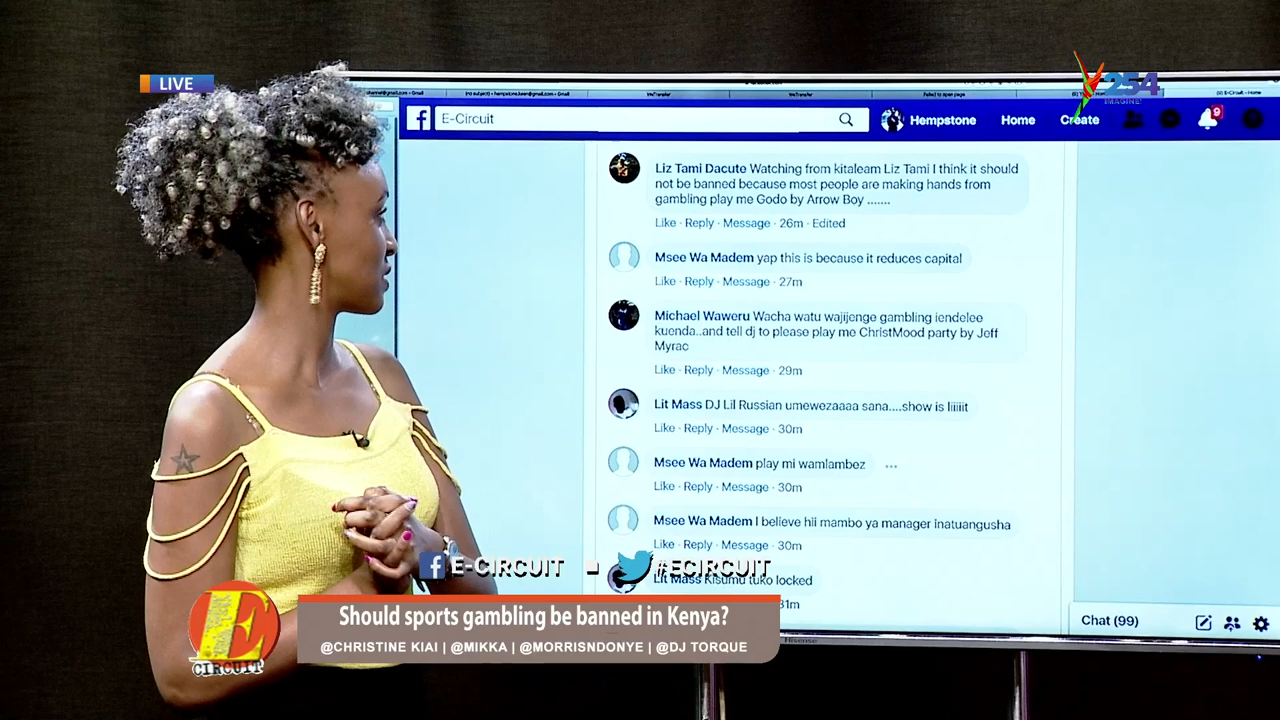 LIVE
254
IMAGINE!
E-Circuit
Hempstone
Home
Create
9
Liz Tami Dacute Watching from kitaleam Liz Tami I think it should
not be banned because most people are making hands from
gambling play me Godo by Arrow Boy .......
Like · Reply · Message · 26m · Edited
Msee Wa Madem yap this is because it reduces capital
Like · Reply · Message · 27m
Michael Waweru Wacha watu wajijenge gambling iendelee
kuenda..and tell dj to please play me ChristMood party by Jeff
Myrac
Like · Reply · Message · 29m
Lit Mass DJ Lil Russian umewezaaaa sana....show is liiiiit
Like · Reply · Message · 30m
Msee Wa Madem play mi wamlambez
Like · Reply · Message · 30m
Msee Wa Madem I believe hii mambo ya manager inatuangusha
Like · Reply · Message · 30m
Lit Mass Kisumu tuko locked
31m
Chat (99)
Hisense
E-CIRCUIT
#ECIRCUIT
E
CIRCUIT
Should sports gambling be banned in Kenya?
@CHRISTINE KIAI | @MIKKA | @MORRISNDONYE | @DJ TORQUE